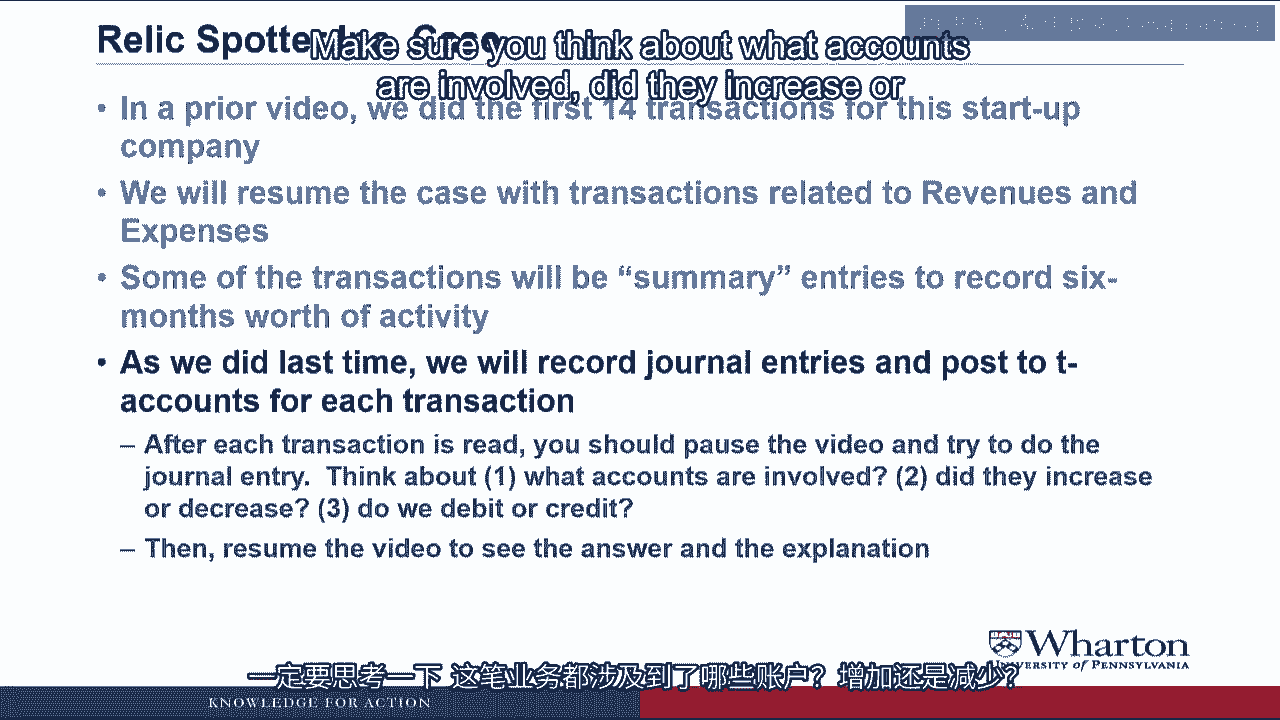 Relic Spotter Inc. Case
Make sure you think about what accounts
are involved, did they increase or
• In a prior video, we did the first 14 transactions for this start-up
company
• We will resume the case with transactions related to Revenues and
Expenses
• Some of the transactions will be “summary” entries to record six-
months worth of activity
• As we did last time, we will record journal entries and post to t-
accounts for each transaction
– After each transaction is read, you should pause the video and try to do the
journal entry. Think about (1) what accounts are involved? (2) did they increase
or decrease? (3) do we debit or credit?
– Then, resume the video to see the answer and the explanation
Wharton
UNIVERSITY of PENNSYLVANIA
一定要思考一下 这笔业务都涉及到了哪些账户？增加还是减少？
KNOWLEDGE FOR ACTION